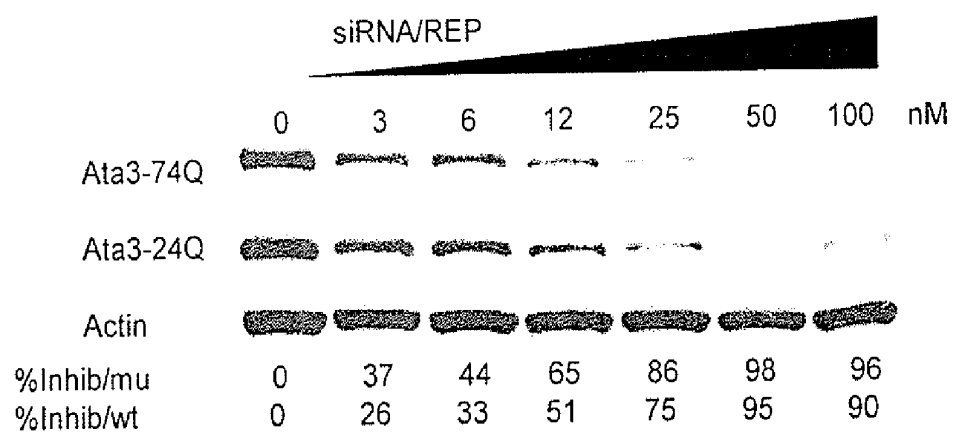 siRNA/REP
0 3 6 12 25 50 100 nM
Ata3-74Q
Ata3-24Q
Actin
%Inhib/mu 0 37 44 65 86 98 96
%Inhib/wt 0 26 33 51 75 95 90